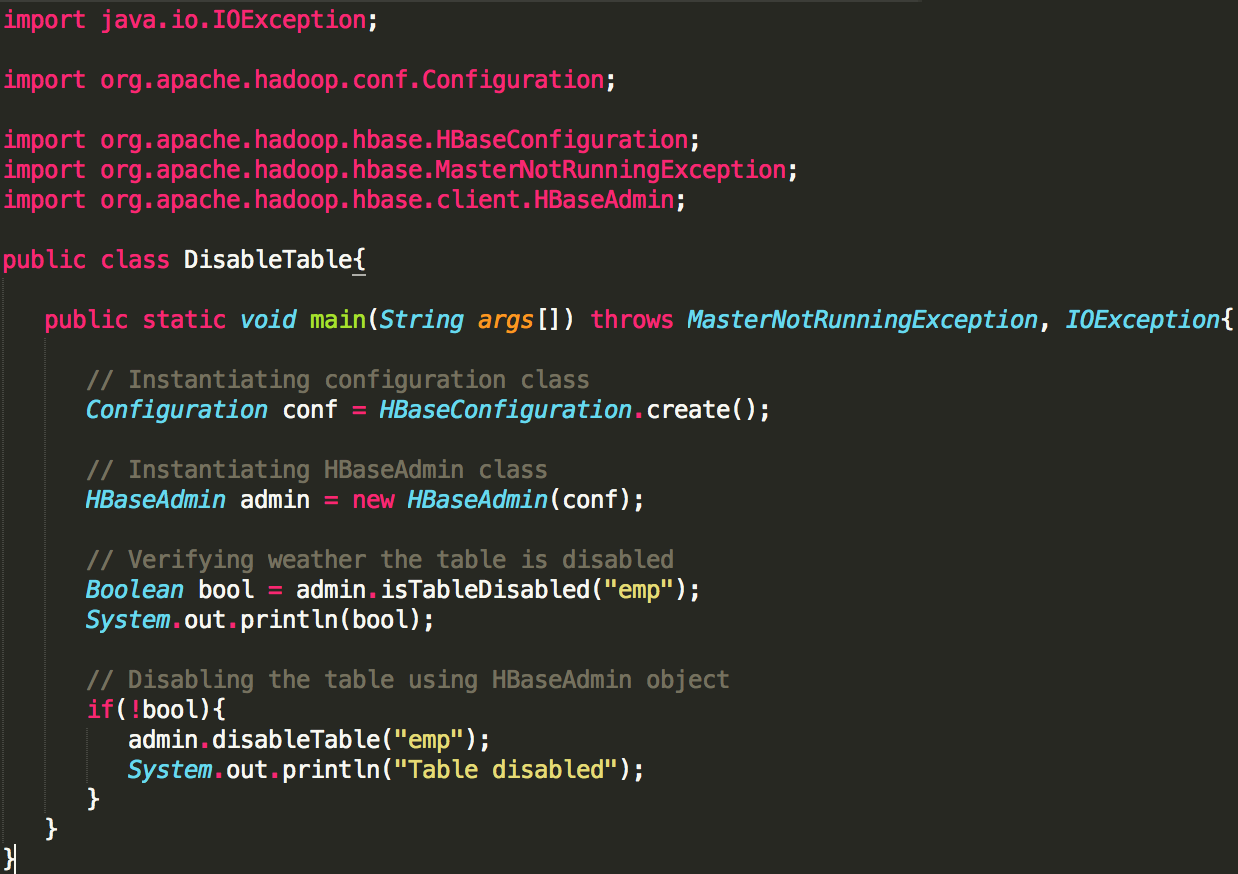 import java.io.IOException;
import org.apache.hadoop.conf.Configuration;
import org.apache.hadoop.hbase.HBaseConfiguration;
import org.apache.hadoop.hbase.MasterNotRunningException;
import org.apache.hadoop.hbase.client.HBaseAdmin;
public class DisableTable{
public static void main(String args[]) throws MasterNotRunningException, IOException{
// Instantiating configuration class
Configuration conf = HBaseConfiguration.create();
// Instantiating HBaseAdmin class
HBaseAdmin admin = new HBaseAdmin(conf);
// Verifying weather the table is disabled
Boolean bool = admin.isTableDisabled("emp");
System.out.println(bool);
// Disabling the table using HBaseAdmin object
if(!bool){
admin.disableTable("emp");
System.out.println("Table disabled");
}
}
}